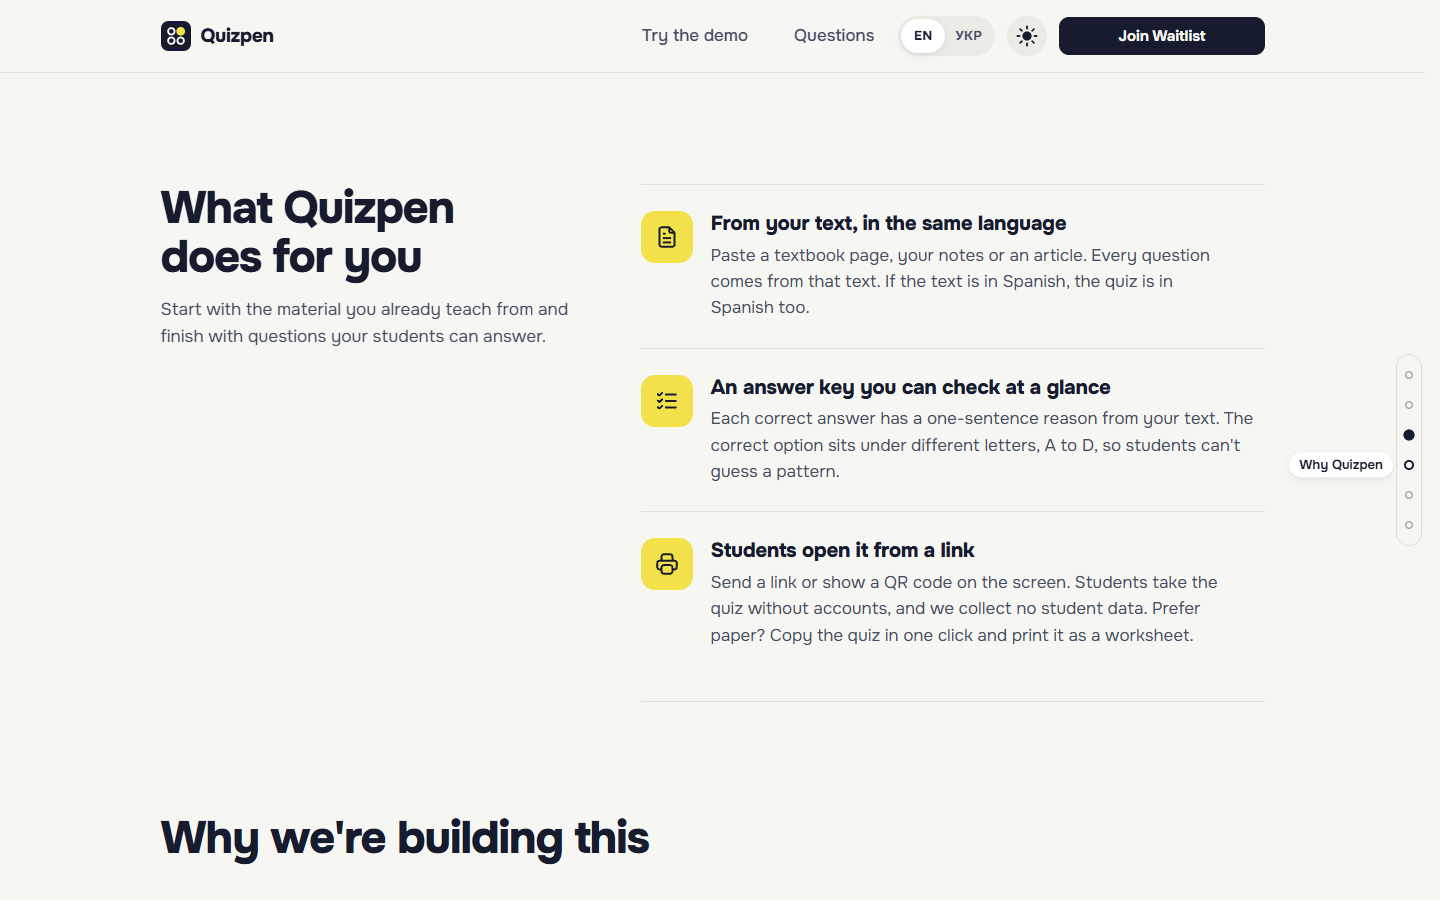 Quizpen
Try the demo
Questions
EN
УКР
Join Waitlist
What Quizpen
does for you
Start with the material you already teach from and
finish with questions your students can answer.
From your text, in the same language
Paste a textbook page, your notes or an article. Every question
comes from that text. If the text is in Spanish, the quiz is in
Spanish too.
An answer key you can check at a glance
Each correct answer has a one-sentence reason from your text. The
correct option sits under different letters, A to D, so students can't
guess a pattern.
Students open it from a link
Send a link or show a QR code on the screen. Students take the
quiz without accounts, and we collect no student data. Prefer
paper? Copy the quiz in one click and print it as a worksheet.
Why Quizpen
Why we're building this